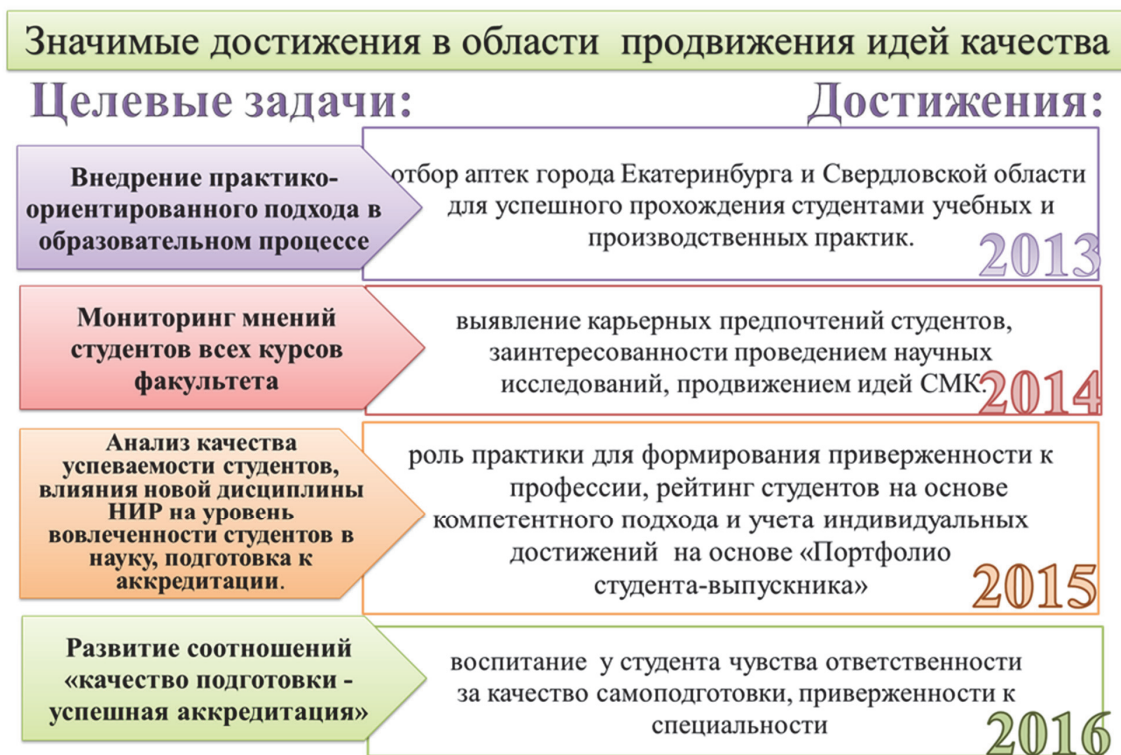 Значимые достижения в области продвижения идей качества
Целевые задачи:
Достижения:
Внедрение практико-
ориентированного подхода в
образовательном процессе
отбор аптек города Екатеринбурга и Свердловской области
для успешного прохождения студентами учебных и
производственных практик.
2013
Мониторинг мнений
студентов всех курсов
факультета
выявление карьерных предпочтений студентов,
заинтересованности проведением научных
исследований, продвижением идей СМК.
2014
Анализ качества
успеваемости студентов,
влияния новой дисциплины
НИР на уровень
вовлеченности студентов в
науку, подготовка к
аккредитации.
роль практики для формирования приверженности к
профессии, рейтинг студентов на основе
компетентного подхода и учета индивидуальных
достижений на основе «Портфолио
студента-выпускника»
2015
Развитие соотношений
«качество подготовки -
успешная аккредитация»
воспитание у студента чувства ответственности
за качество самоподготовки, приверженности к
специальности
2016